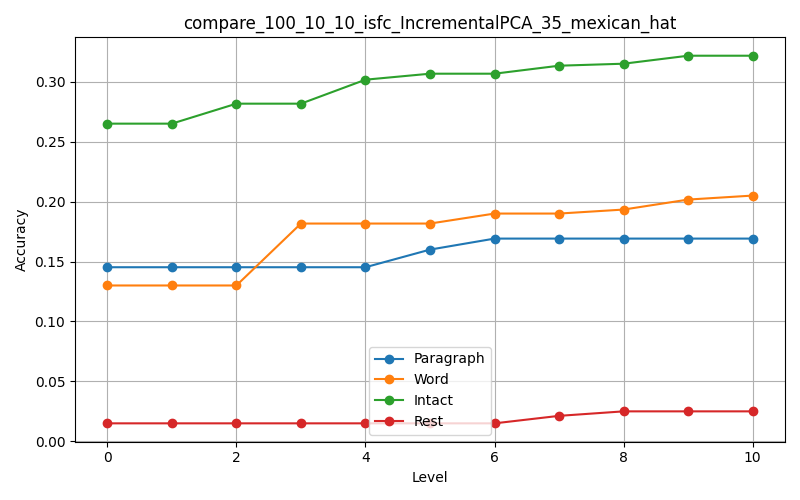 compare_100_10_10_isfc_IncrementalPCA_35_mexican_hat
Accuracy
0.30
0.25
0.20
0.15
0.10
0.05
0.00
Paragraph
Word
Intact
Rest
0 2 4 6 8 10
Level